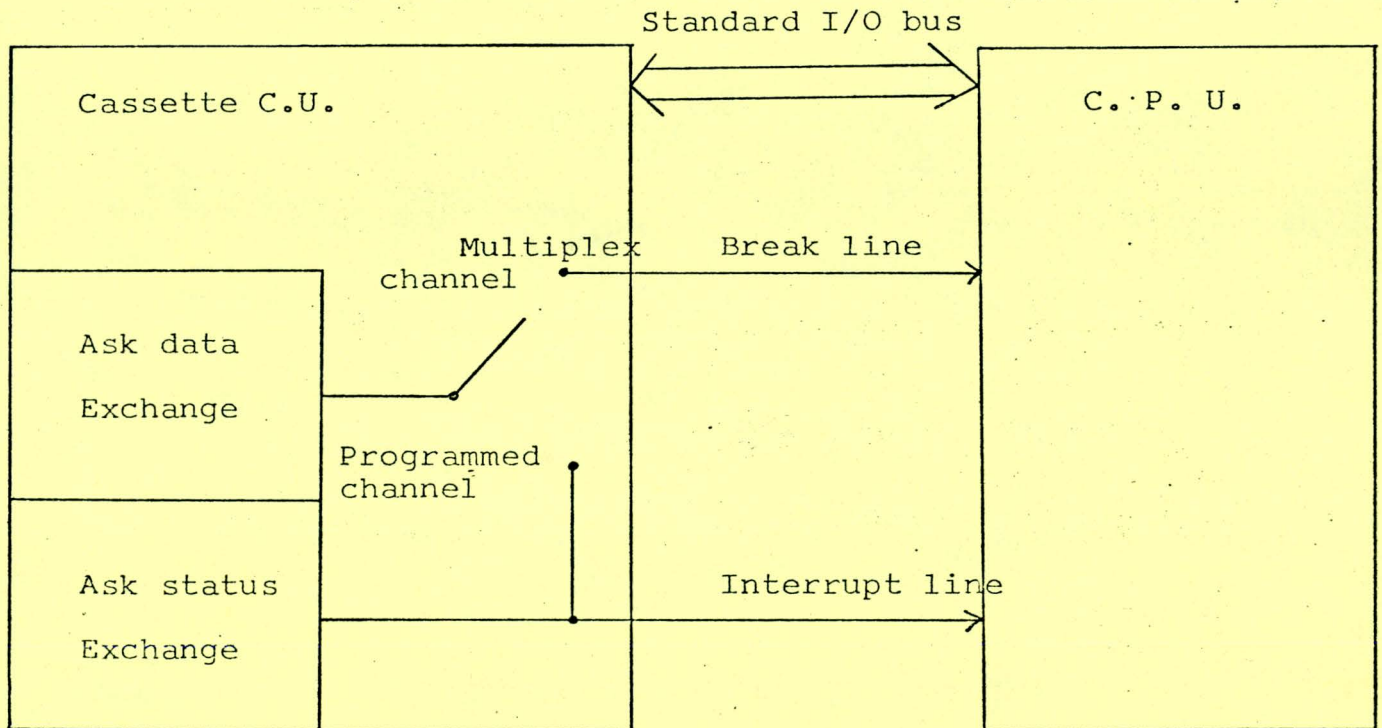 Standard I/O bus
Cassette C.U.
C. P. U.
Multiplex
channel
Break line
Ask data
Exchange
Programmed
channel
Ask status
Exchange
Interrupt line